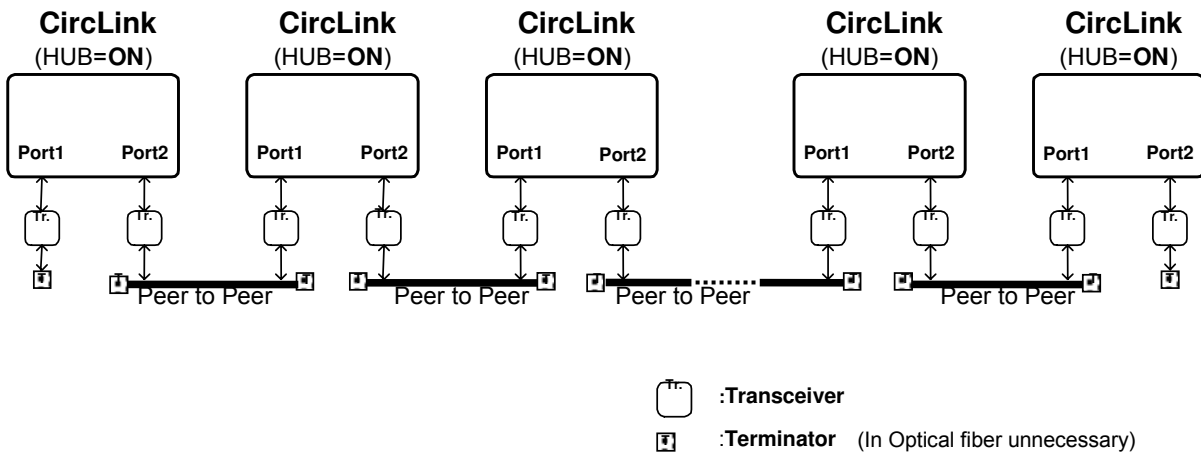 CircLink CircLink CircLink CircLink CircLink
(HUB=ON) (HUB=ON) (HUB=ON) (HUB=ON) (HUB=ON)
Port1 Port2 Port1 Port2 Port1 Port2 Port1 Port2 Port1 Port2
Tr. Tr. Tr. Tr. Tr. Tr. Tr. Tr. Tr. Tr.
T T T T T T T T T T
Peer to Peer Peer to Peer Peer to Peer Peer to Peer
Tr. :Transceiver
T :Terminator (In Optical fiber unnecessary)